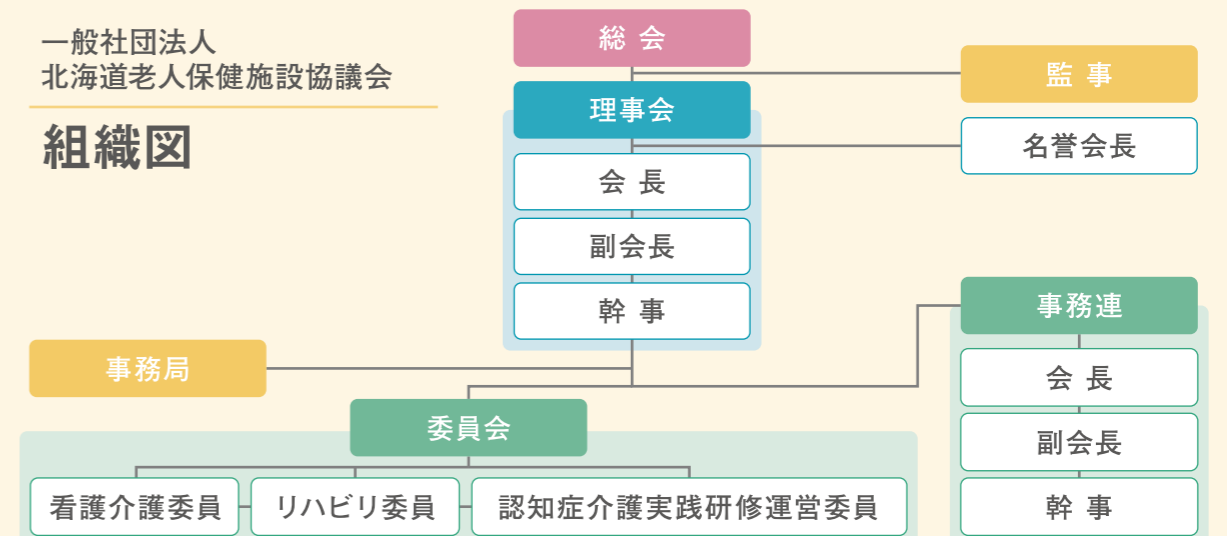 一般社団法人
北海道老人保健施設協議会
組織図
総会
監事
理事会
名誉会長
会長
副会長
幹事
事務局
事務連
会長
副会長
幹事
委員会
看護介護委員
リハビリ委員
認知症介護実践研修運営委員